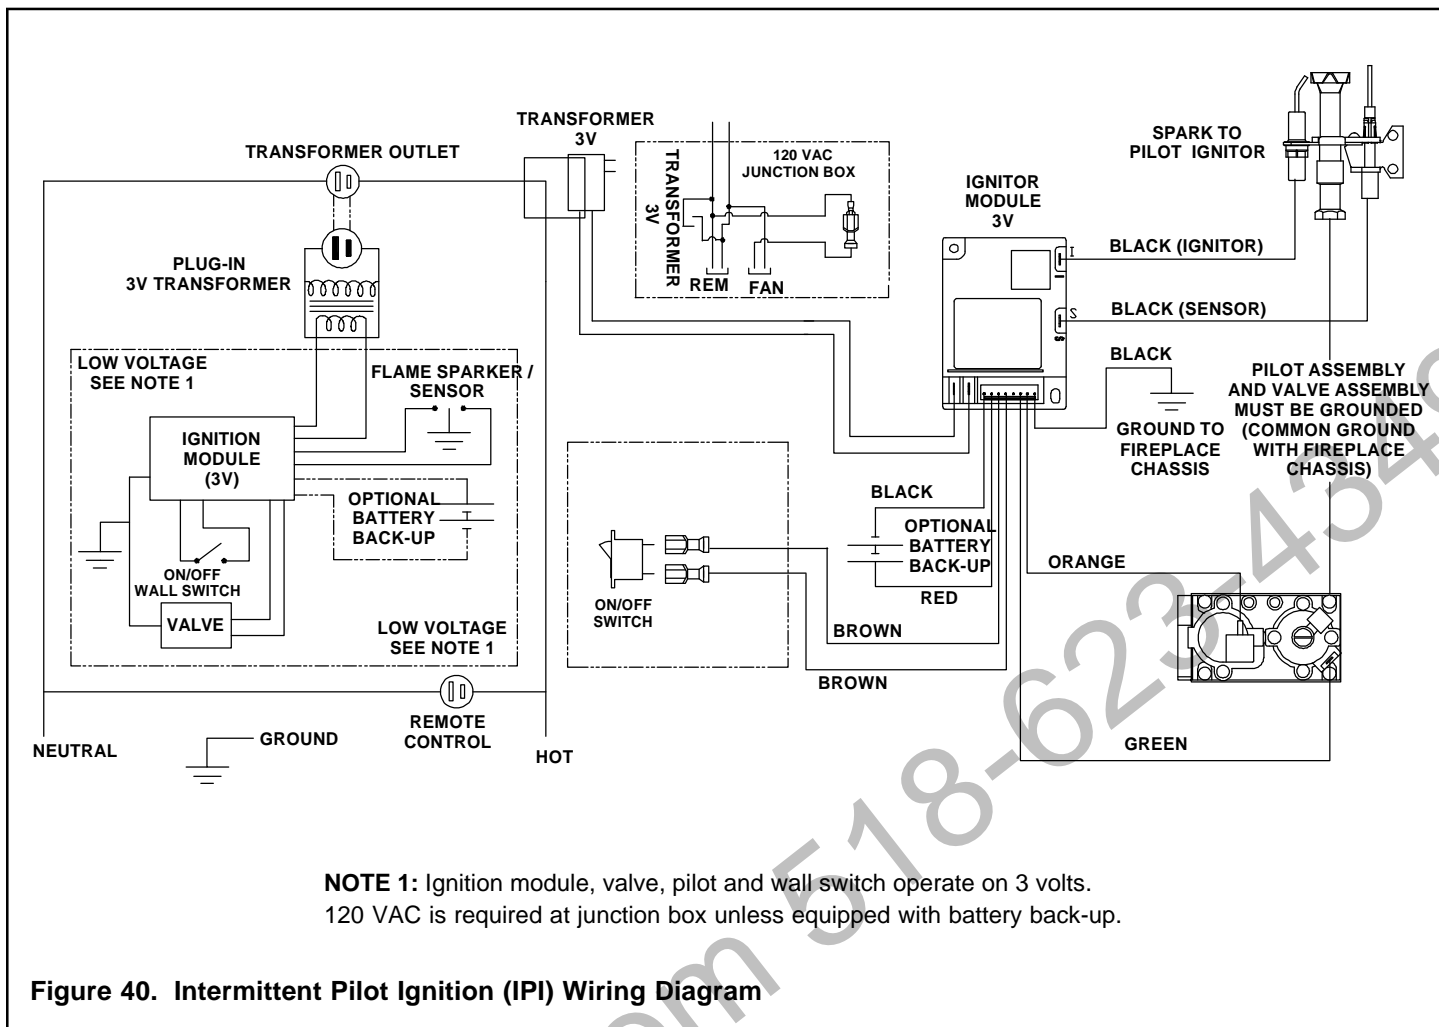 TRANSFORMER
3V
TRANSFORMER OUTLET
TRANSFORMER
3V
120 VAC
JUNCTION BOX
REM
FAN
SPARK TO
PILOT IGNITOR
IGNITOR
MODULE
3V
PLUG-IN
3V TRANSFORMER
I
I
BLACK (IGNITOR)
S
S
BLACK (SENSOR)
BLACK
GROUND TO
FIREPLACE
CHASSIS
PILOT ASSEMBLY
AND VALVE ASSEMBLY
MUST BE GROUNDED
(COMMON GROUND
WITH FIREPLACE
CHASSIS)
LOW VOLTAGE
SEE NOTE 1
FLAME SPARKER /
SENSOR
IGNITION
MODULE
(3V)
OPTIONAL
BATTERY
BACK-UP
ON/OFF
WALL SWITCH
VALVE
LOW VOLTAGE
SEE NOTE 1
ON/OFF
SWITCH
BLACK
OPTIONAL
BATTERY
BACK-UP
RED
BROWN
BROWN
ORANGE
GREEN
REMOTE
CONTROL
NEUTRAL
GROUND
HOT
NOTE 1: Ignition module, valve, pilot and wall switch operate on 3 volts.
120 VAC is required at junction box unless equipped with battery back-up.
Figure 40. Intermittent Pilot Ignition (IPI) Wiring Diagram
om 518-623-4349